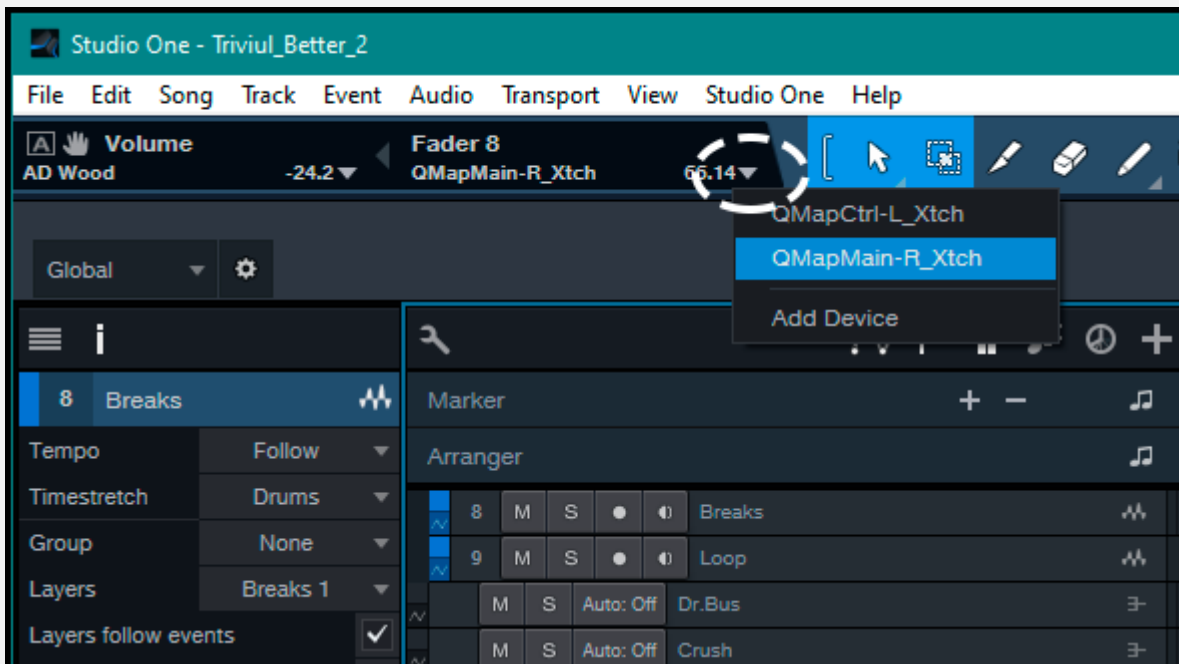 Studio One - Triviul_Better_2
File Edit Song Track Event Audio Transport View Studio One Help
A Volume Fader 8
AD Wood -24.2 QMapMain-R_Xtch 66.14
QMapCtrl-L_Xtch
QMapMain-R_Xtch
Add Device
Global
i
8 Breaks
Marker
Tempo Follow
Arranger
Timestretch Drums
8 M S Breaks
Group None
9 M S Loop
Layers Breaks 1
M S Auto: Off Dr.Bus
Layers follow events
M S Auto: Off Crush